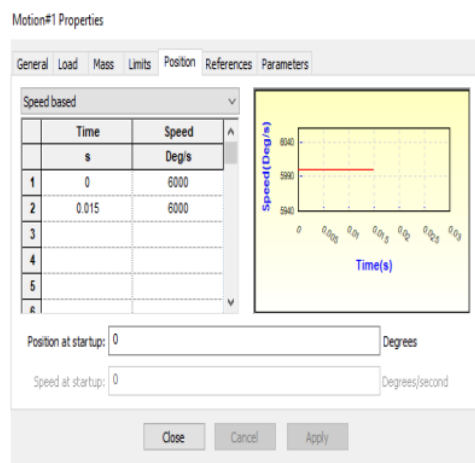 Motion#1 Properties
General Load Mass Limits Position References Parameters
Speed based
Time Speed
s Deg/s
1 0 6000
2 0.015 6000
3
4
5
6
Speed(Deg/s)
6040
5990
5940
0 0.005 0.01 0.015 0.02 0.025 0.03
Time(s)
Position at startup: 0 Degrees
Speed at startup: 0 Degrees/second
Close Cancel Apply